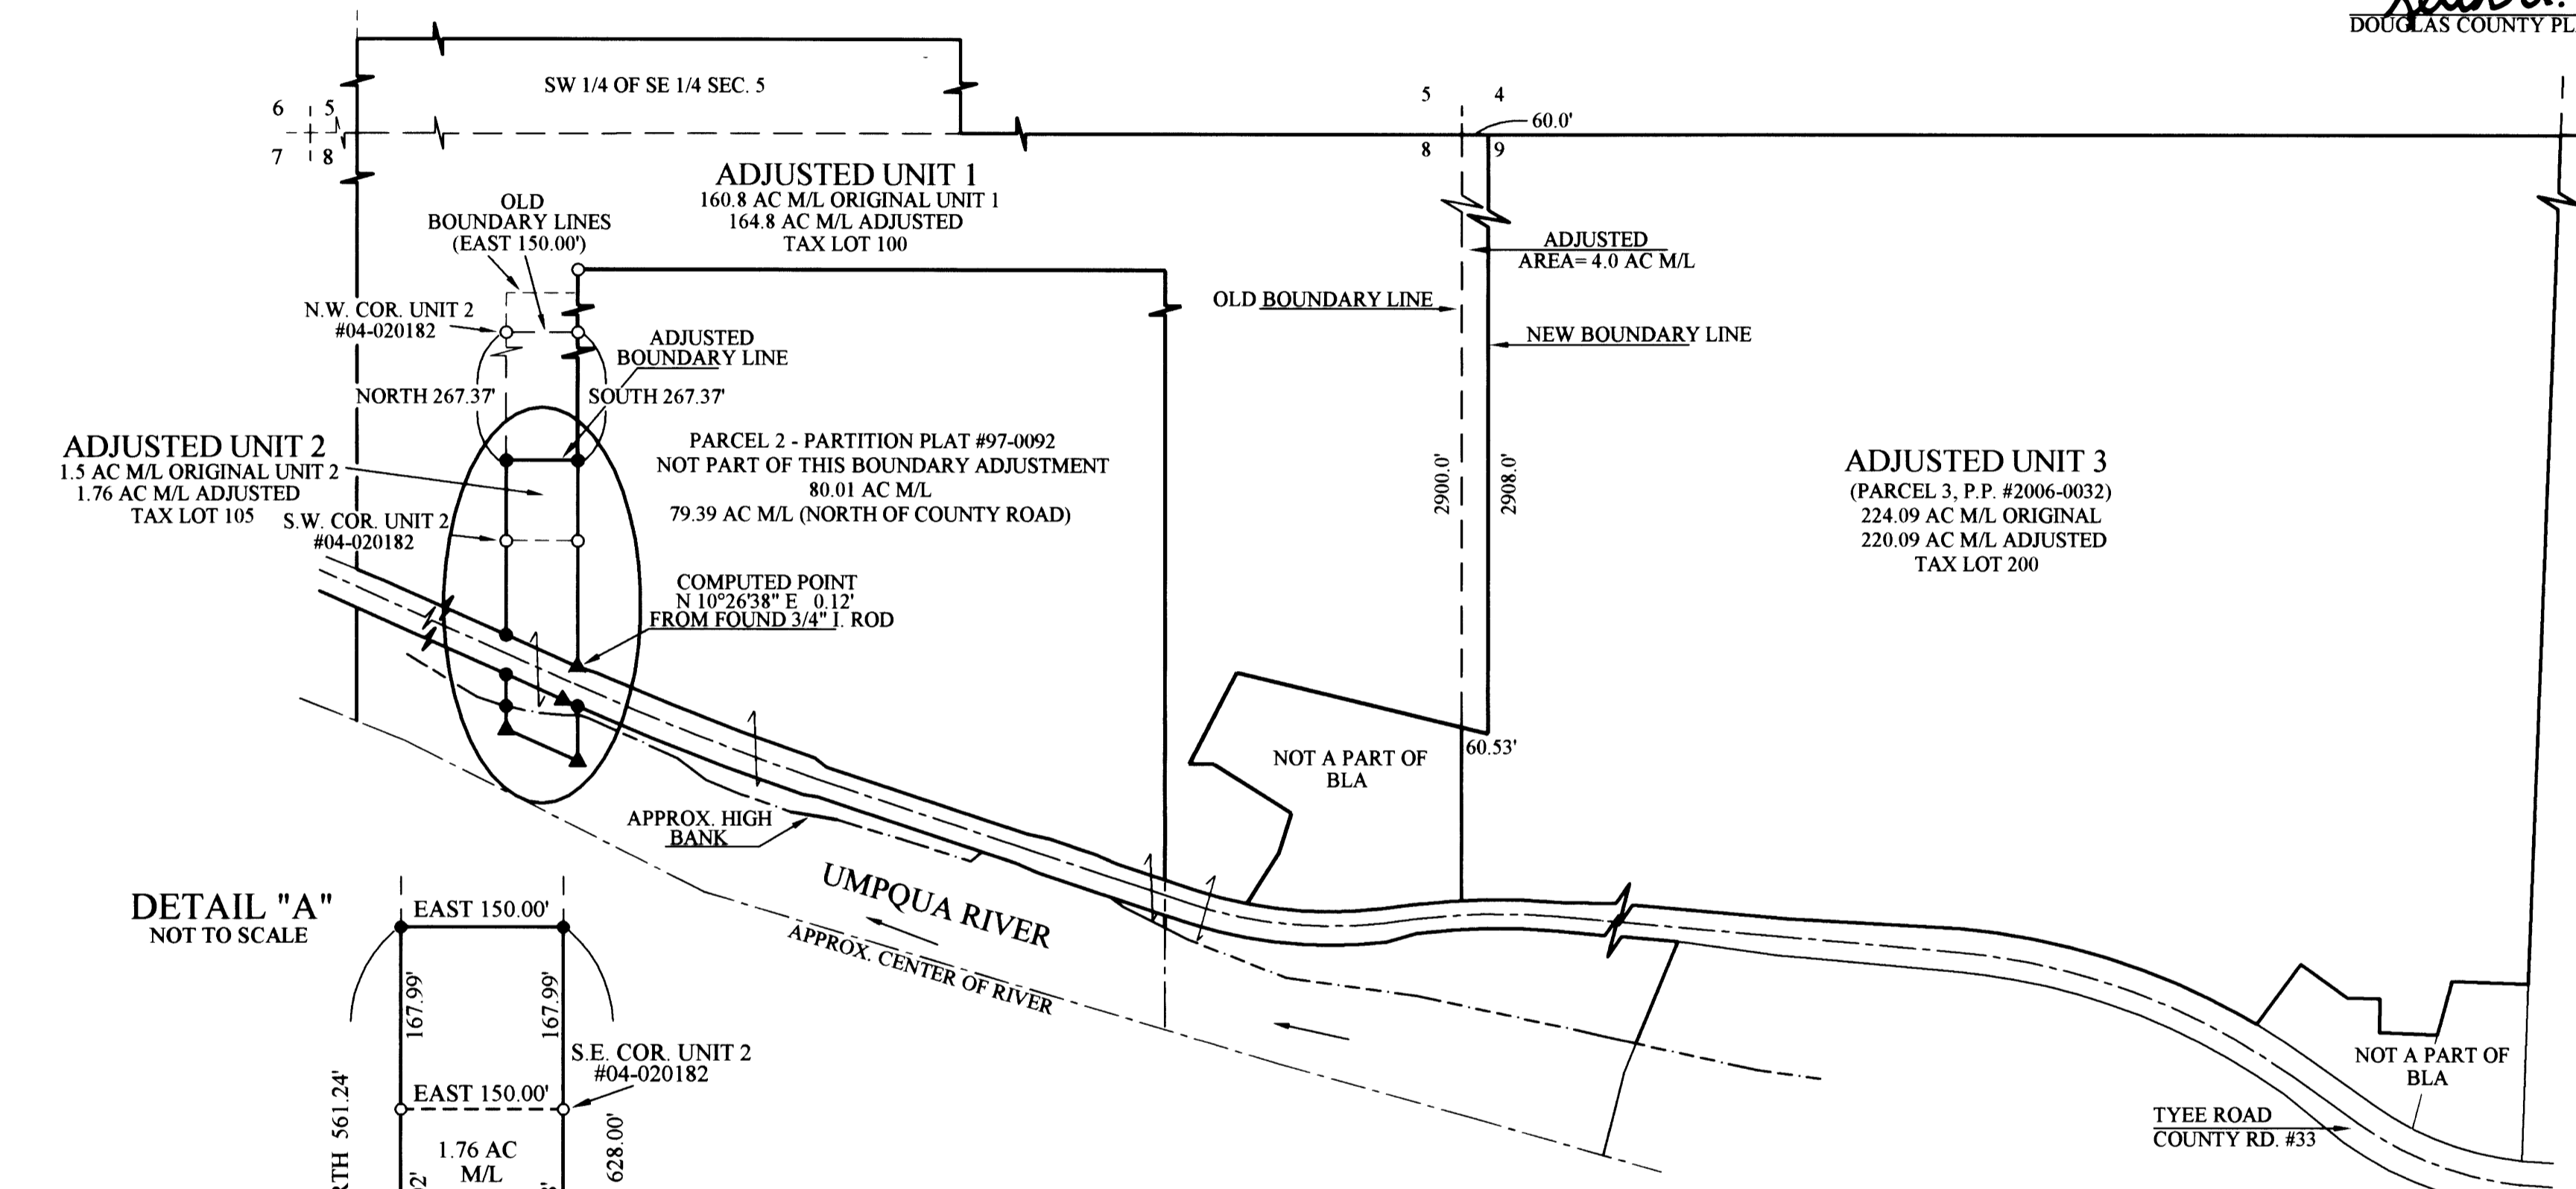 DOUGLAS COUNTY PL
SW 1/4 OF SE 1/4 SEC. 5
6 5
7 8
5 4
8 9
60.0'
ADJUSTED UNIT 1
160.8 AC M/L ORIGINAL UNIT 1
164.8 AC M/L ADJUSTED
TAX LOT 100
OLD
BOUNDARY LINES
(EAST 150.00')
N.W. COR. UNIT 2
#04-020182
ADJUSTED
BOUNDARY LINE
NORTH 267.37'
SOUTH 267.37'
ADJUSTED
AREA= 4.0 AC M/L
OLD BOUNDARY LINE
NEW BOUNDARY LINE
2900.0'
2908.0'
ADJUSTED UNIT 2
1.5 AC M/L ORIGINAL UNIT 2
1.76 AC M/L ADJUSTED
TAX LOT 105
S.W. COR. UNIT 2
#04-020182
PARCEL 2 - PARTITION PLAT #97-0092
NOT PART OF THIS BOUNDARY ADJUSTMENT
80.01 AC M/L
79.39 AC M/L (NORTH OF COUNTY ROAD)
ADJUSTED UNIT 3
(PARCEL 3, P.P. #2006-0032)
224.09 AC M/L ORIGINAL
220.09 AC M/L ADJUSTED
TAX LOT 200
COMPUTED POINT
N 10°26'38" E 0.12'
FROM FOUND 3/4" I. ROD
60.53'
NOT A PART OF
BLA
APPROX. HIGH
BANK
UMPQUA RIVER
APPROX. CENTER OF RIVER
DETAIL "A"
NOT TO SCALE
EAST 150.00'
167.99'
167.99'
S.E. COR. UNIT 2
#04-020182
EAST 150.00'
RTH 561.24'
628.00'
1.76 AC
M/L
2'
NOT A PART OF
BLA
TYEE ROAD
COUNTY RD. #33